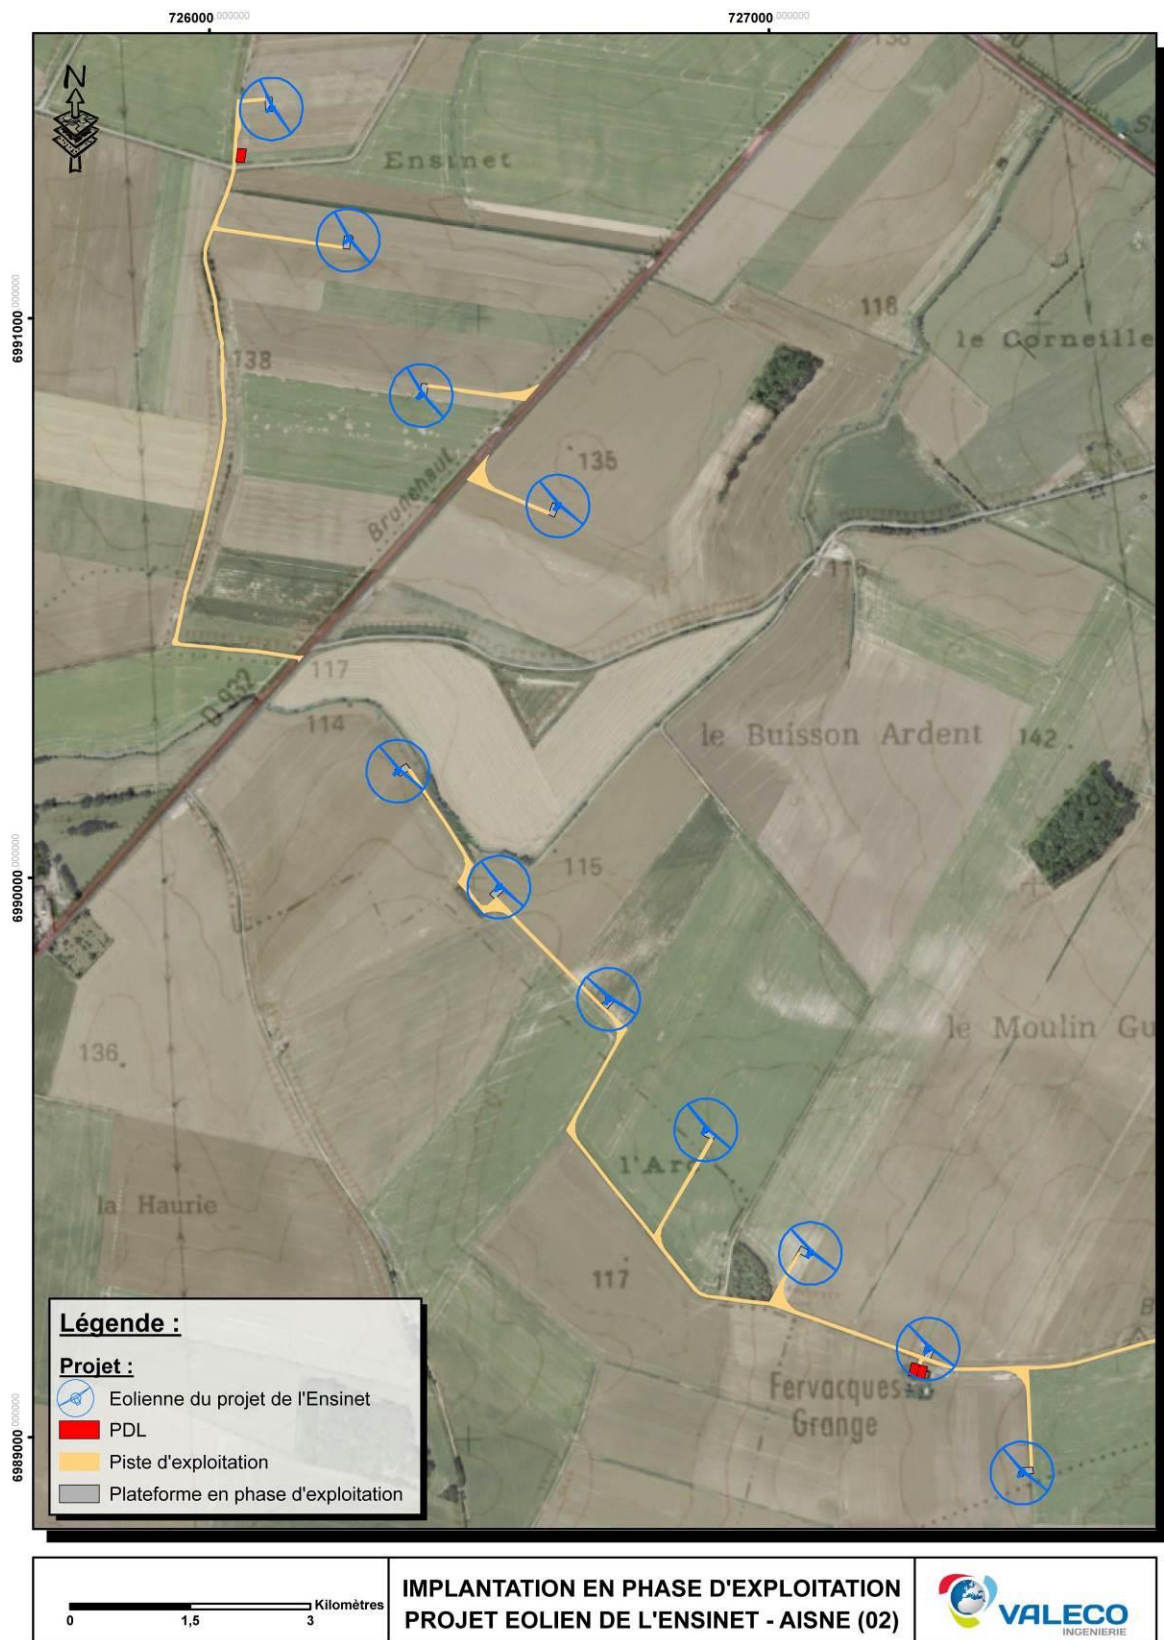 726000,000000
727000,000000
N
138
Ensinet
6991000,000000
116
le Corneille
138
Brunehaut
135
117
D 932
114
le Buisson Ardent 142
115
6990000,000000
le Moulin Gu
136
l'Arc
la Haurie
117
Fervacques
Grange
6989000,000000
Légende :
Projet :
Eolienne du projet de l'Ensinet
PDL
Piste d'exploitation
Plateforme en phase d'exploitation
Kilomètres
0 1,5 3
IMPLANTATION EN PHASE D'EXPLOITATION
PROJET EOLIEN DE L'ENSINET - AISNE (02)
VALECO
INGENIERIE